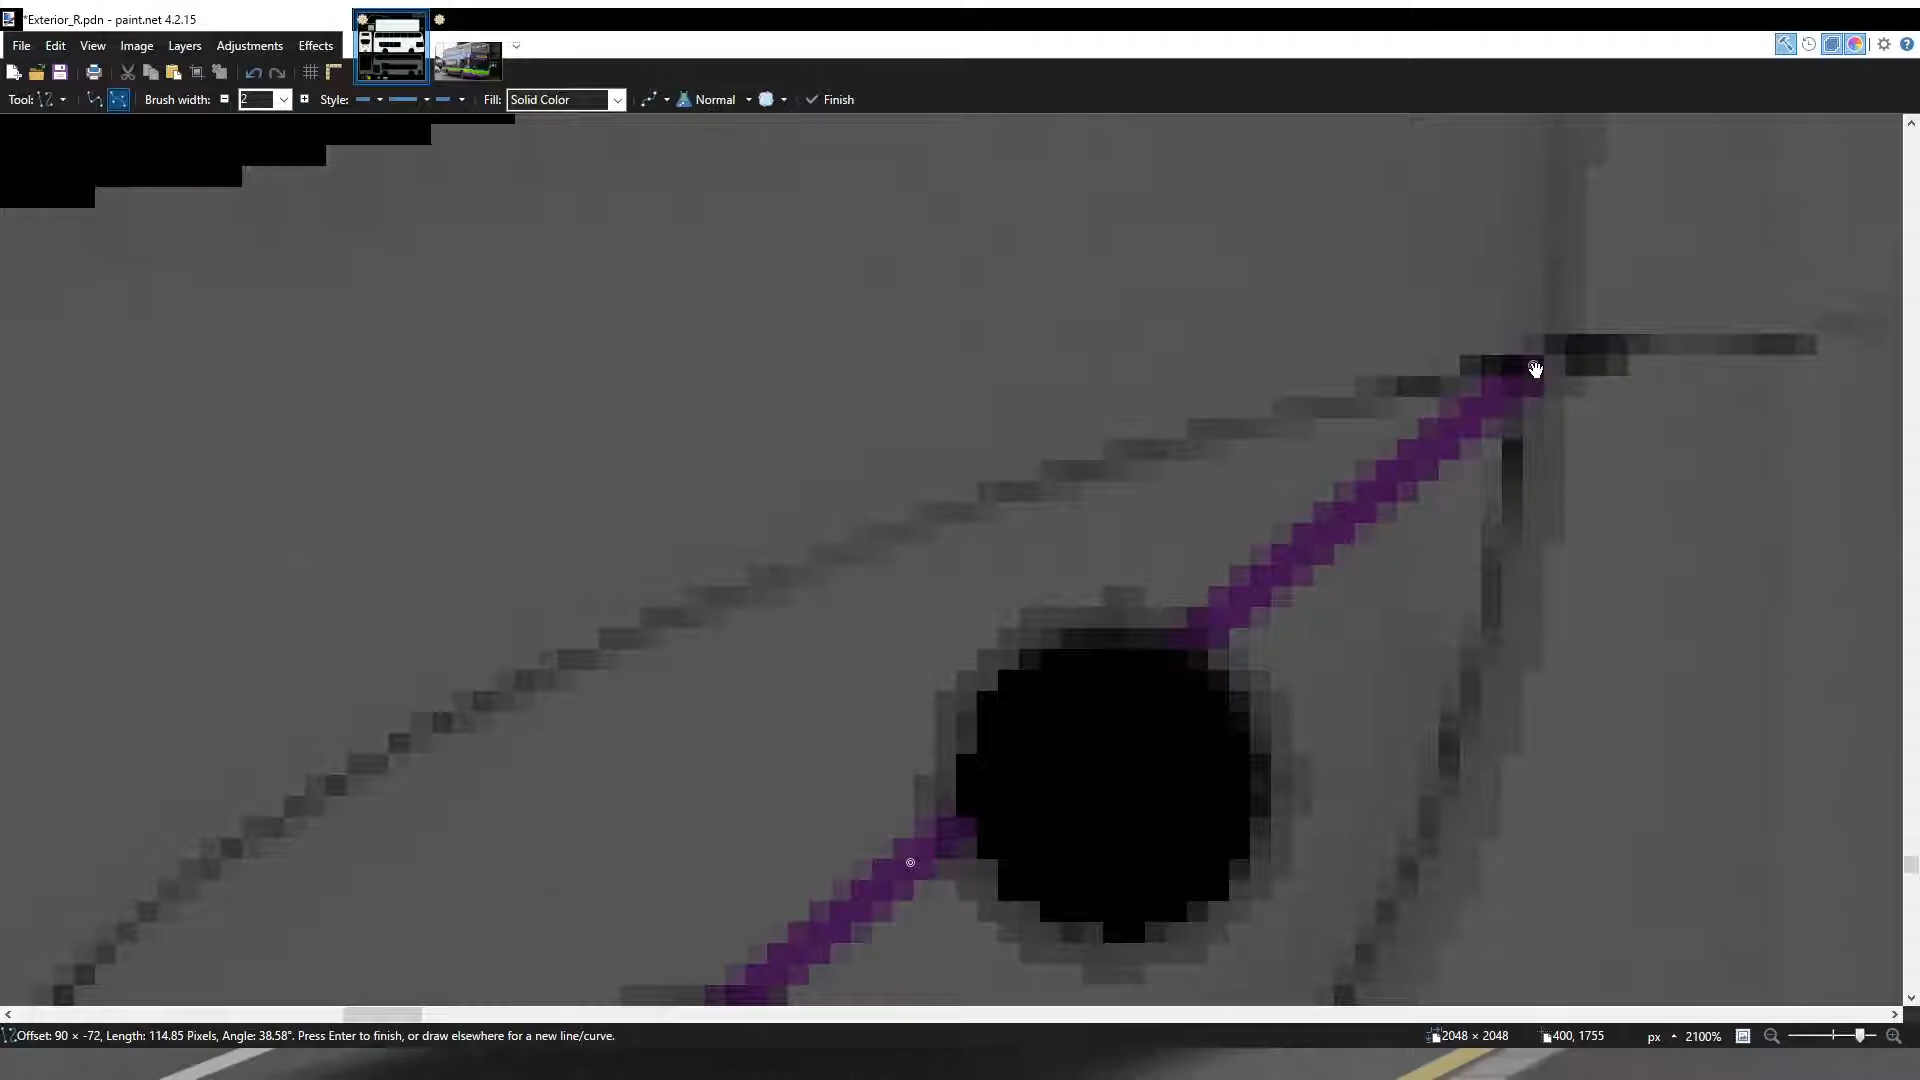 *Exterior_R.pdn - paint.net 4.2.15
File Edit View Image Layers Adjustments Effects
Tool: Brush width: 2 Style: Fill: Solid Color Normal Finish
Offset: 90 × -72, Length: 114.85 Pixels, Angle: 38.58°. Press Enter to finish, or draw elsewhere for a new line/curve. 2048 × 2048 400, 1755 px 2100%